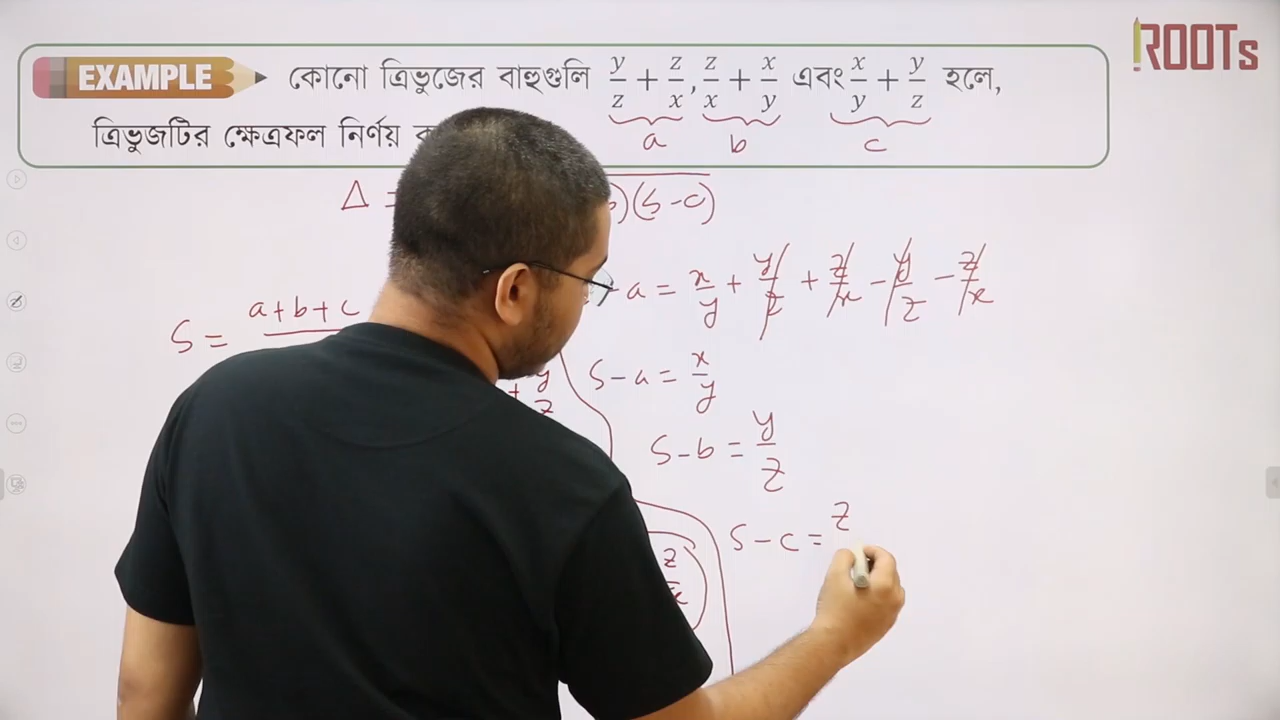 ROOTs
EXAMPLE কোনো ত্রিভুজের বাহুগুলি y/z + z/x, z/x + x/y এবং x/y + y/z হলে,
a b c
ত্রিভুজটির ক্ষেত্রফল নির্ণয়
Δ = )(s-c)
-a = x/y + y/z + z/x - y/z - z/x
S = a+b+c
s-a = x/y
+ y/z
s-b = y/z
s-c = z
z/x